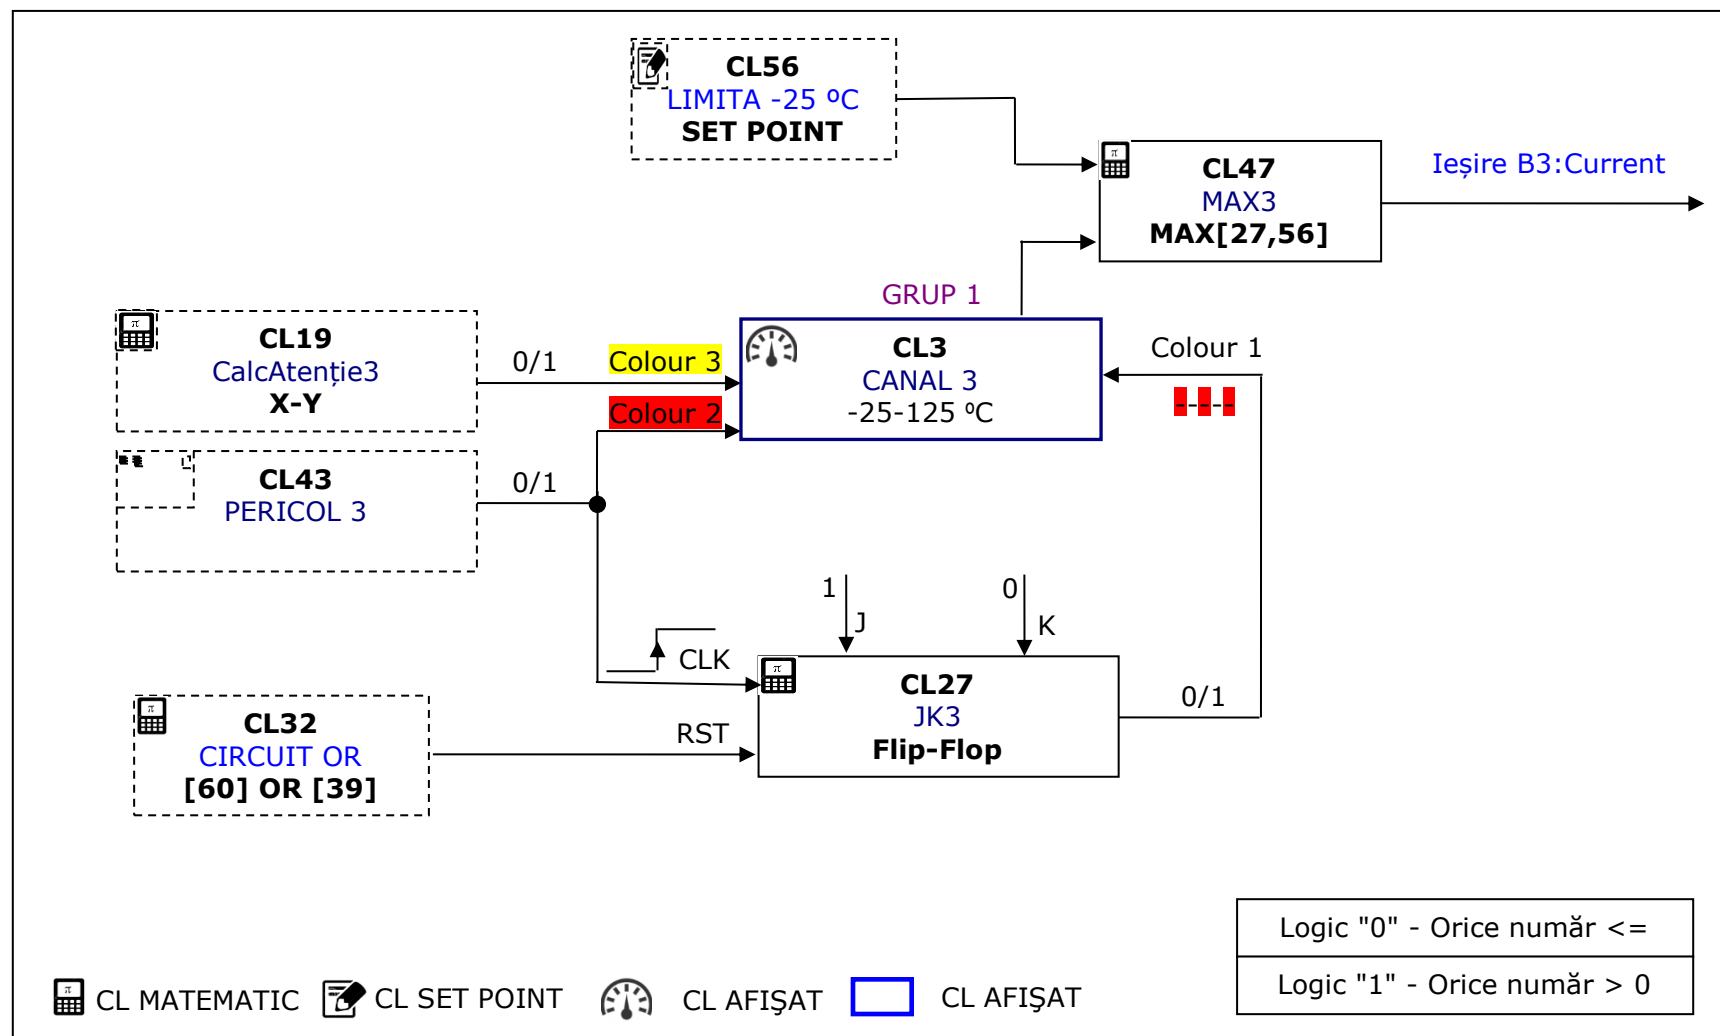 CL56
LIMITA -25 ºC
SET POINT
CL47
MAX3
MAX[27,56]
Ieșire B3:Current
GRUP 1
CL19
CalcAtenție3
X-Y
0/1
Colour 3
Colour 2
CL3
CANAL 3
-25-125 ºC
Colour 1
-----
CL43
PERICOL 3
0/1
1
J
0
K
CLK
CL27
JK3
Flip-Flop
0/1
CL32
CIRCUIT OR
[60] OR [39]
RST
Logic "0" - Orice număr <=
Logic "1" - Orice număr > 0
CL MATEMATIC
CL SET POINT
CL AFIŞAT
CL AFIŞAT